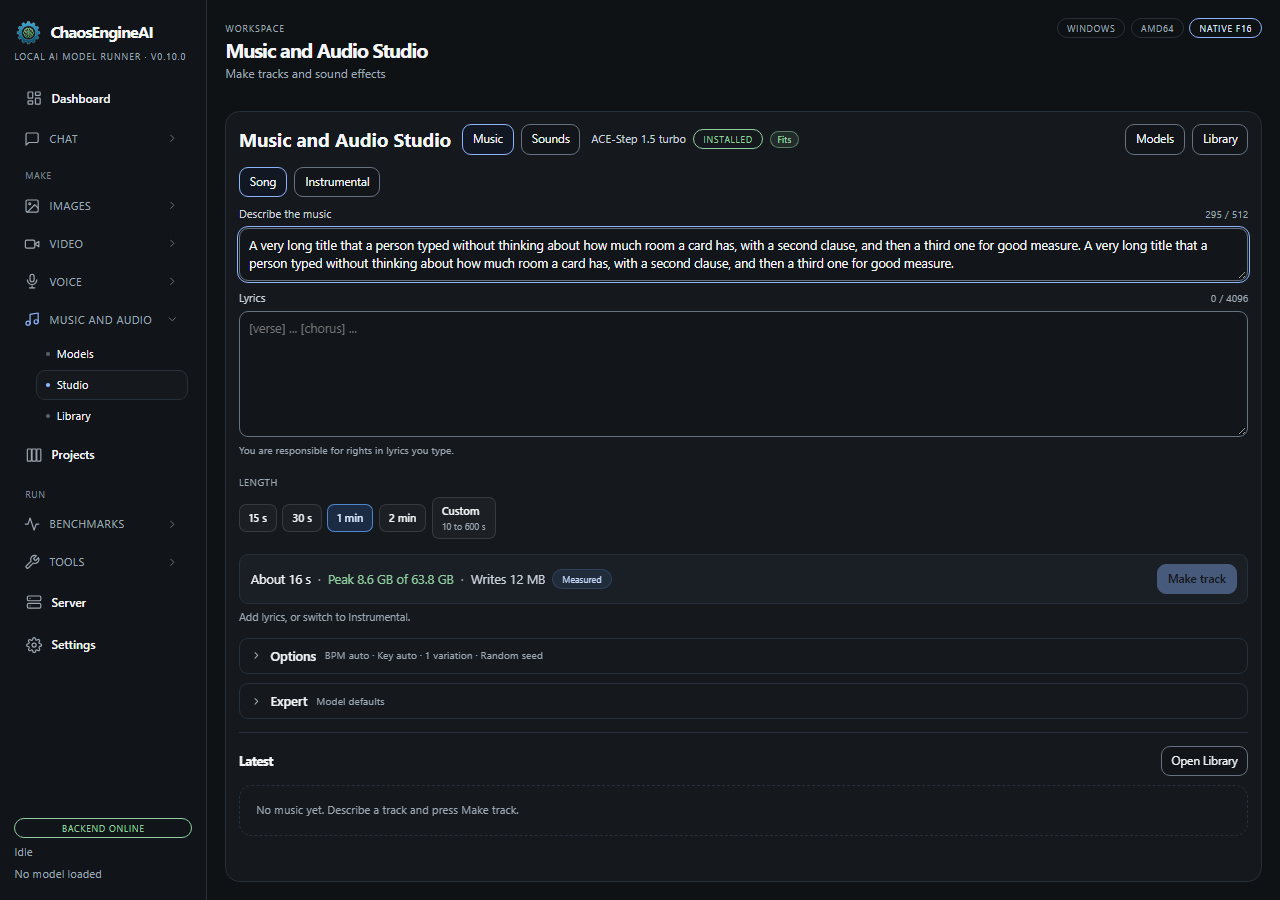 ChaosEngineAI
LOCAL AI MODEL RUNNER · V0.10.0
Dashboard
CHAT
MAKE
IMAGES
VIDEO
VOICE
MUSIC AND AUDIO
Models
Studio
Library
Projects
RUN
BENCHMARKS
TOOLS
Server
Settings
BACKEND ONLINE
Idle
No model loaded
WORKSPACE
Music and Audio Studio
Make tracks and sound effects
WINDOWS AMD64 NATIVE F16
Music and Audio Studio Music Sounds ACE-Step 1.5 turbo INSTALLED Fits Models Library
Song Instrumental
Describe the music 295 / 512
A very long title that a person typed without thinking about how much room a card has, with a second clause, and then a third one for good measure. A very long title that a
person typed without thinking about how much room a card has, with a second clause, and then a third one for good measure.
Lyrics 0 / 4096
[verse] ... [chorus] ...
You are responsible for rights in lyrics you type.
LENGTH
15 s 30 s 1 min 2 min Custom
10 to 600 s
About 16 s · Peak 8.6 GB of 63.8 GB · Writes 12 MB Measured Make track
Add lyrics, or switch to Instrumental.
Options BPM auto · Key auto · 1 variation · Random seed
Expert Model defaults
Latest Open Library
No music yet. Describe a track and press Make track.